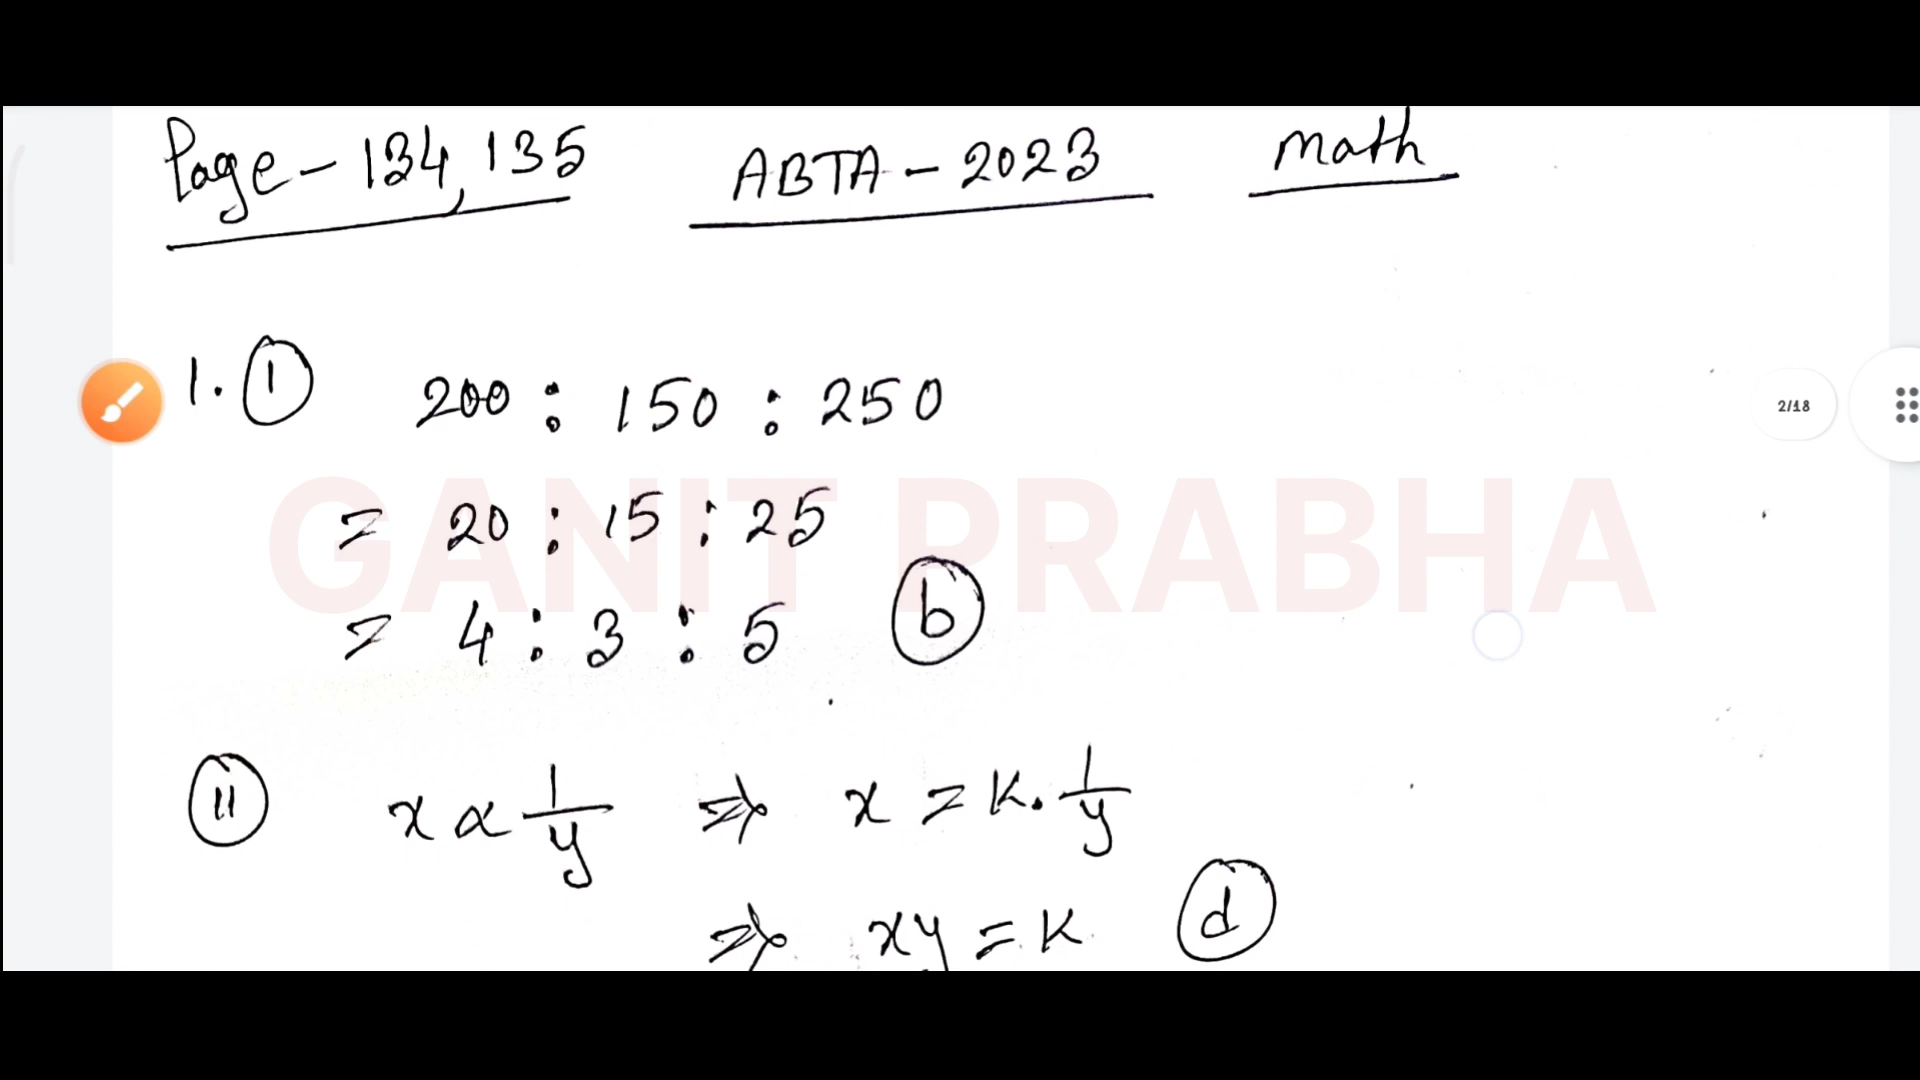 Page - 134, 135 ABTA - 2023 Math
1. (i) 200 : 150 : 250
= 20 : 15 : 25
= 4 : 3 : 5 (b)
GANIT PRABHA
2/18
(ii) x ∝ 1/y ⇒ x = K. 1/y
⇒ xy = K (d)